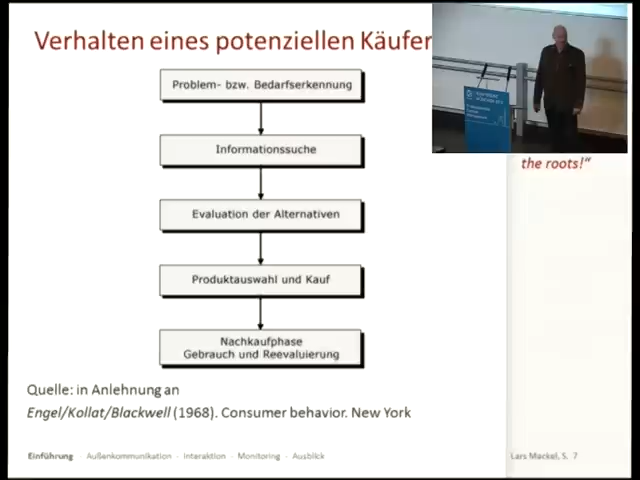 Verhalten eines potenziellen Käufer
Problem- bzw. Bedarfserkennung
Informationssuche
Evaluation der Alternativen
Produktauswahl und Kauf
Nachkaufphase
Gebrauch und Reevaluierung
the roots!“
Quelle: in Anlehnung an
Engel/Kollat/Blackwell (1968). Consumer behavior. New York
Einführung - Außenkommunikation - Interaktion - Monitoring - Ausblick
Lars Mackel, S. 7